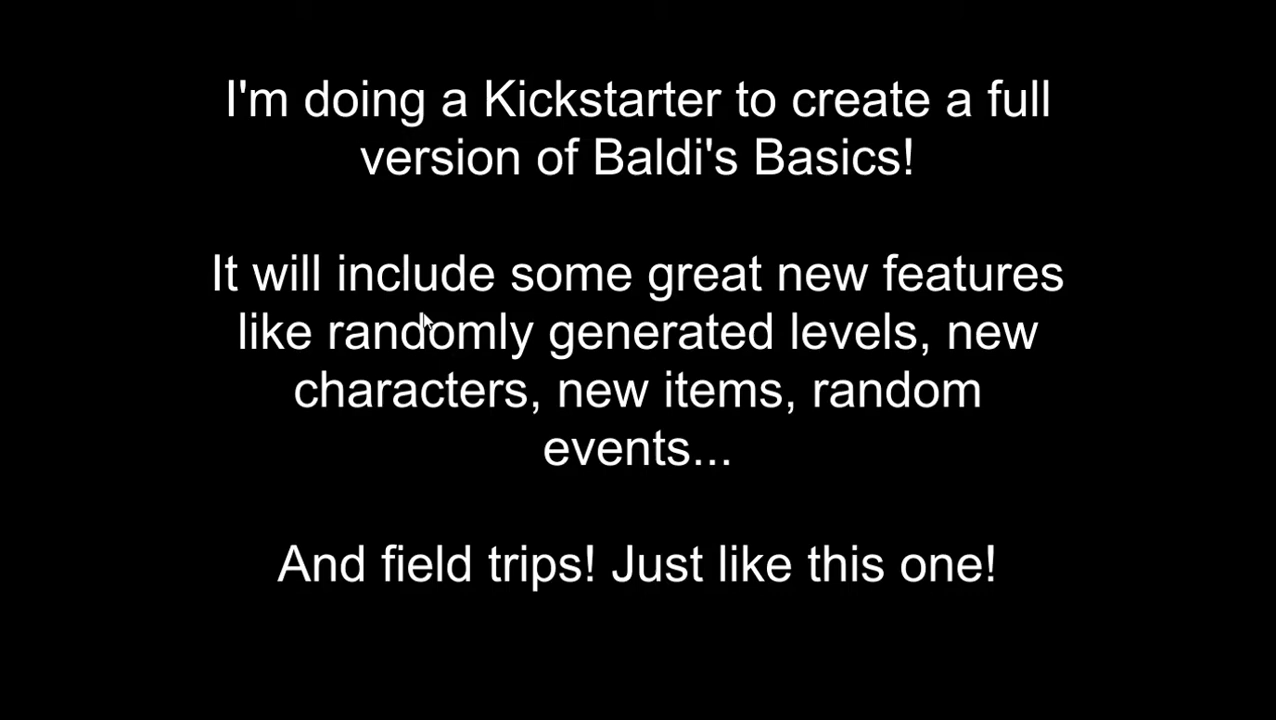 I'm doing a Kickstarter to create a full
version of Baldi's Basics!
It will include some great new features
like randomly generated levels, new
characters, new items, random
events...
And field trips! Just like this one!